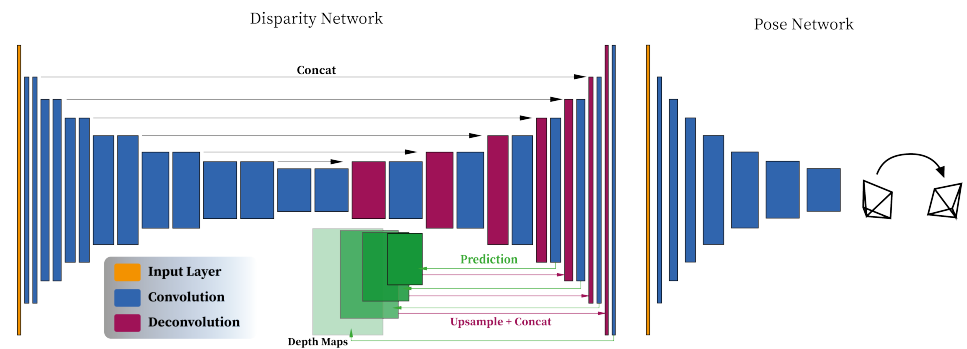 Disparity Network
Pose Network
Concat
Prediction
Input Layer
Convolution
Deconvolution
Upsample + Concat
Depth Maps